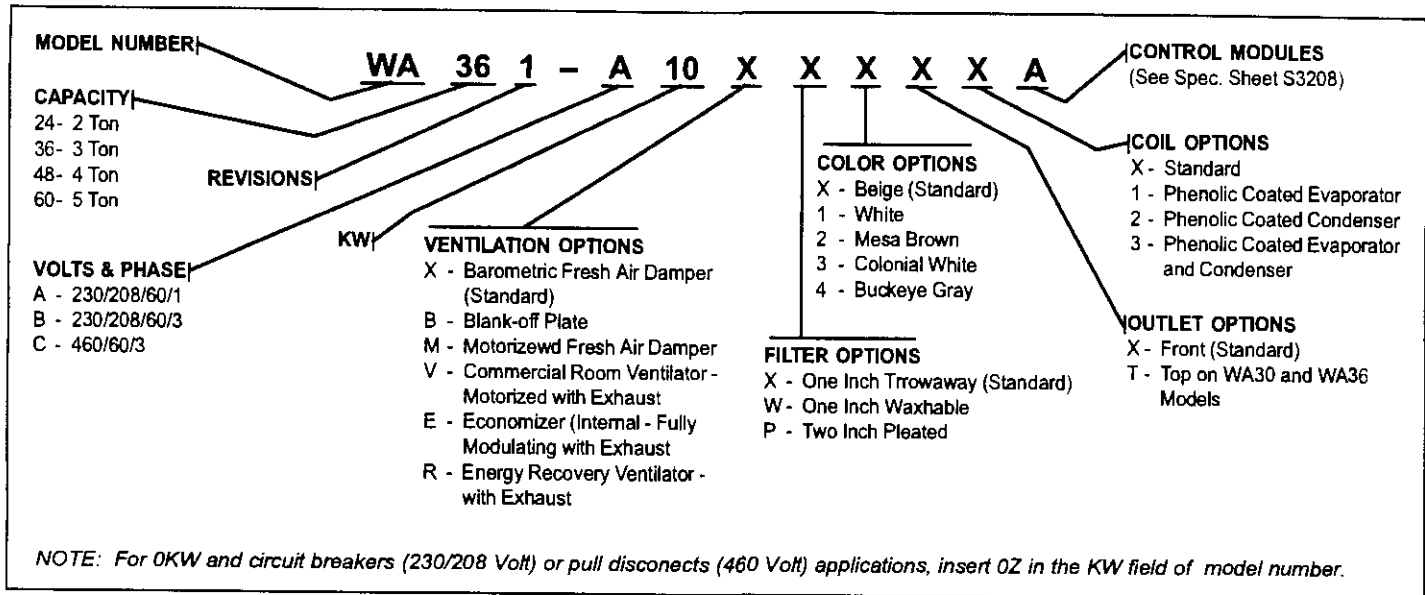 MODEL NUMBER
WA 36 1 - A 10 X X X X X A
CONTROL MODULES
(See Spec. Sheet S3208)
CAPACITY
24- 2 Ton
36- 3 Ton
48- 4 Ton
60- 5 Ton
REVISIONS
VOLTS & PHASE
A - 230/208/60/1
B - 230/208/60/3
C - 460/60/3
KW
VENTILATION OPTIONS
X - Barometric Fresh Air Damper
(Standard)
B - Blank-off Plate
M - Motorizewd Fresh Air Damper
V - Commercial Room Ventilator -
Motorized with Exhaust
E - Economizer (Internal - Fully
Modulating with Exhaust
R - Energy Recovery Ventilator -
with Exhaust
COLOR OPTIONS
X - Beige (Standard)
1 - White
2 - Mesa Brown
3 - Colonial White
4 - Buckeye Gray
FILTER OPTIONS
X - One Inch Trrowaway (Standard)
W - One Inch Waxhable
P - Two Inch Pleated
COIL OPTIONS
X - Standard
1 - Phenolic Coated Evaporator
2 - Phenolic Coated Condenser
3 - Phenolic Coated Evaporator
and Condenser
OUTLET OPTIONS
X - Front (Standard)
T - Top on WA30 and WA36
Models
NOTE: For 0KW and circuit breakers (230/208 Volt) or pull disconects (460 Volt) applications, insert 0Z in the KW field of model number.